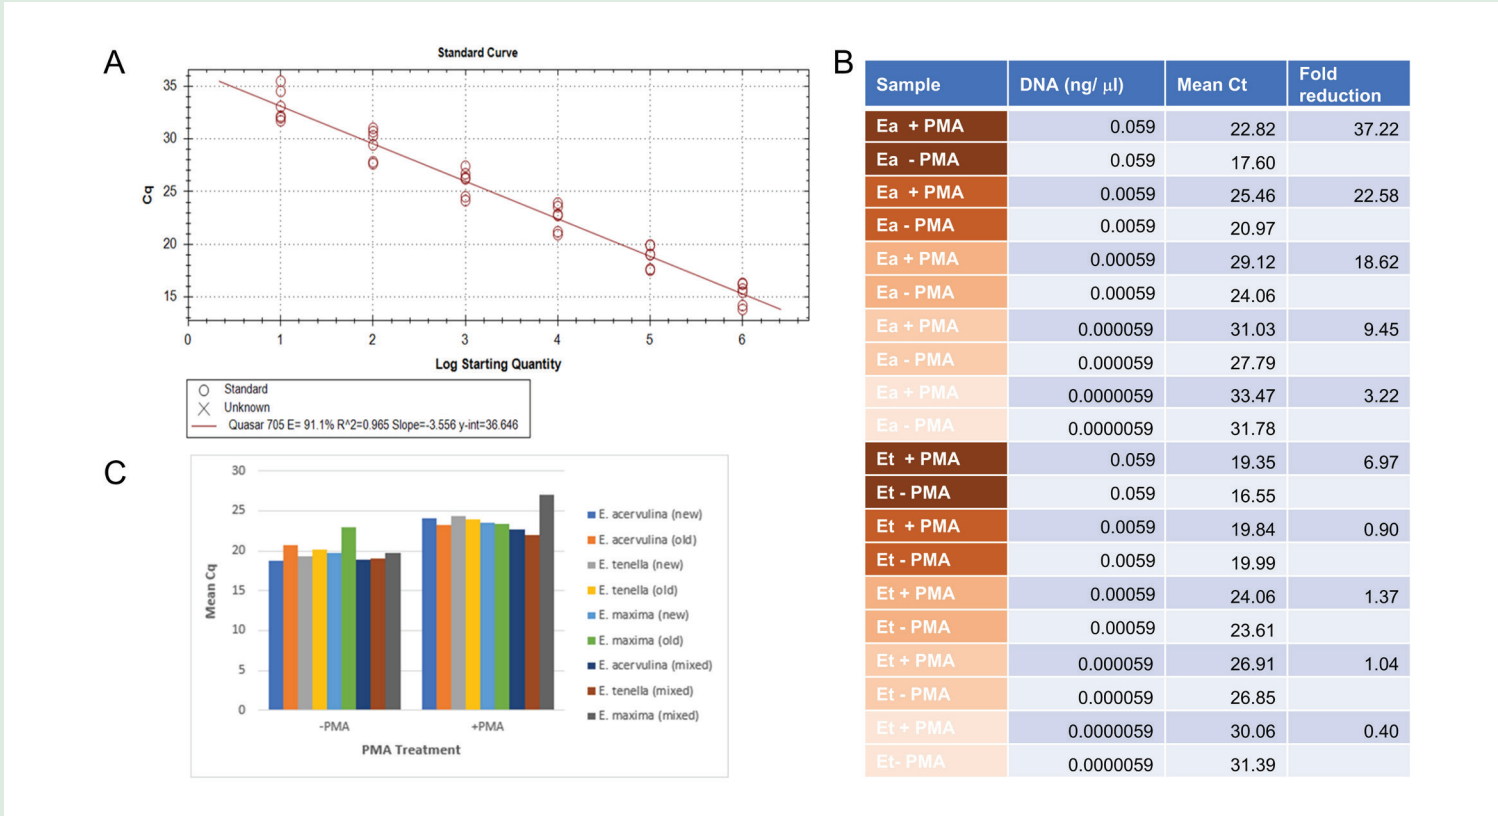 A
Standard Curve
35
30
25
20
15
Cq
0 1 2 3 4 5 6
Log Starting Quantity
Standard
Unknown
Quasar 705 E= 91.1% R^2=0.965 Slope=-3.556 y-int=36.646
B
Sample DNA (ng/ μl) Mean Ct Fold
reduction
Ea + PMA 0.059 22.82 37.22
Ea - PMA 0.059 17.60
Ea + PMA 0.0059 25.46 22.58
Ea - PMA 0.0059 20.97
Ea + PMA 0.00059 29.12 18.62
Ea - PMA 0.00059 24.06
Ea + PMA 0.000059 31.03 9.45
Ea - PMA 0.000059 27.79
Ea + PMA 0.0000059 33.47 3.22
Ea - PMA 0.0000059 31.78
Et + PMA 0.059 19.35 6.97
Et - PMA 0.059 16.55
Et + PMA 0.0059 19.84 0.90
Et - PMA 0.0059 19.99
Et + PMA 0.00059 24.06 1.37
Et - PMA 0.00059 23.61
Et + PMA 0.000059 26.91 1.04
Et - PMA 0.000059 26.85
Et + PMA 0.0000059 30.06 0.40
Et- PMA 0.0000059 31.39
C
30
25
20
15
10
5
0
Mean Cq
-PMA +PMA
PMA Treatment
E. acervulina (new)
E. acervulina (old)
E. tenella (new)
E. tenella (old)
E. maxima (new)
E. maxima (old)
E. acervulina (mixed)
E. tenella (mixed)
E. maxima (mixed)